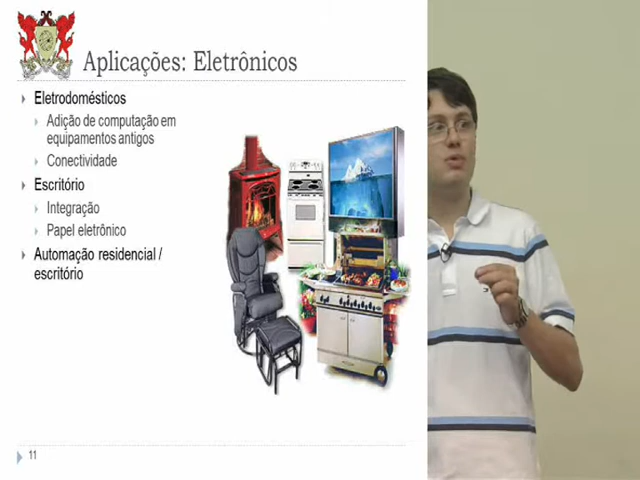 Aplicações: Eletrônicos
Eletrodomésticos
Adição de computação em
equipamentos antigos
Conectividade
Escritório
Integração
Papel eletrônico
Automação residencial /
escritório
11